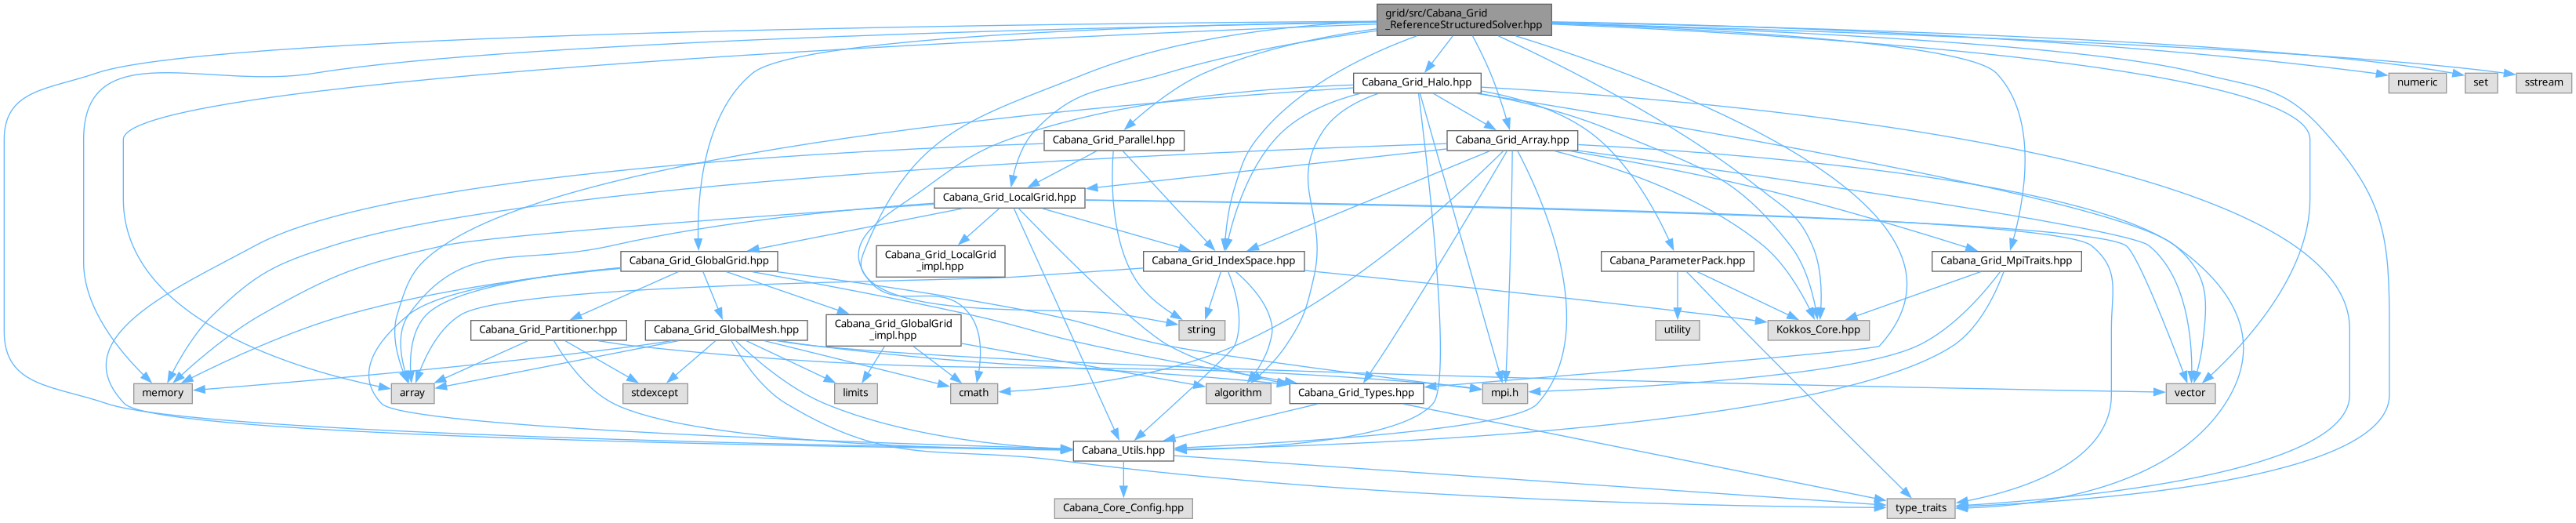 grid/src/Cabana_Grid
_ReferenceStructuredSolver.hpp
Cabana_Grid_Halo.hpp
numeric
set
sstream
Cabana_Grid_Parallel.hpp
Cabana_Grid_Array.hpp
Cabana_Grid_LocalGrid.hpp
Cabana_Grid_GlobalGrid.hpp
Cabana_Grid_LocalGrid
_impl.hpp
Cabana_Grid_IndexSpace.hpp
Cabana_ParameterPack.hpp
Cabana_Grid_MpiTraits.hpp
Cabana_Grid_Partitioner.hpp
Cabana_Grid_GlobalMesh.hpp
Cabana_Grid_GlobalGrid
_impl.hpp
string
utility
Kokkos_Core.hpp
memory
array
stdexcept
limits
cmath
algorithm
Cabana_Grid_Types.hpp
mpi.h
vector
Cabana_Utils.hpp
Cabana_Core_Config.hpp
type_traits